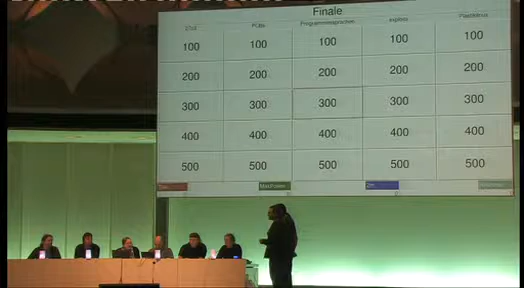 Finale
Programmiersprachen
100 100 100 100 100
200 200 200 200 200
300 300 300 300 300
400 400 400 400 400
500 500 500 500 500